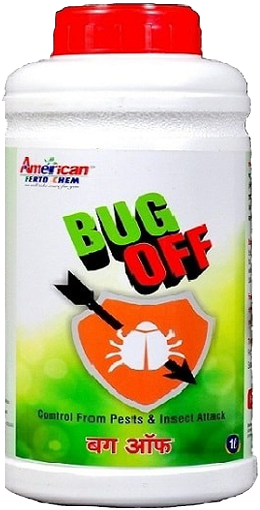 American
FERTO CHEM
BUG
OFF
Control From Pests & Insect Attack
बग ऑफ
1L